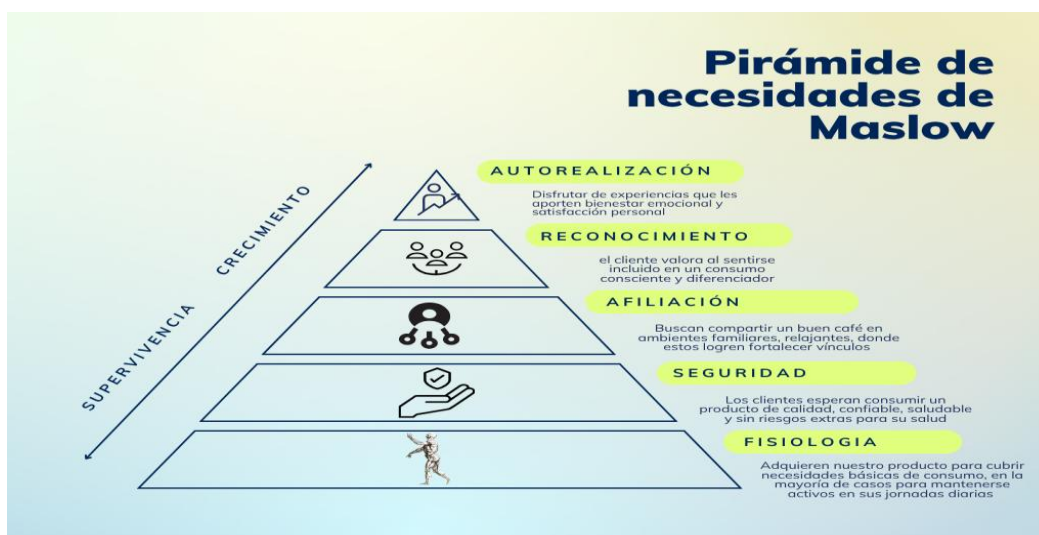 Pirámide de
necesidades de
Maslow
AUTOREALIZACIÓN
Disfrutar de experiencias que les
aporten bienestar emocional y
satisfacción personal
RECONOCIMIENTO
el cliente valora al sentirse
incluido en un consumo
consciente y diferenciador
AFILIACIÓN
Buscan compartir un buen café en
ambientes familiares, relajantes, donde
estos logren fortalecer vínculos
SEGURIDAD
Los clientes esperan consumir un
producto de calidad, confiable, saludable
y sin riesgos extras para su salud
FISIOLOGIA
Adquieren nuestro producto para cubrir
necesidades básicas de consumo, en la
mayoría de casos para mantenerse
activos en sus jornadas diarias
CRECIMIENTO
SUPERVIVENCIA